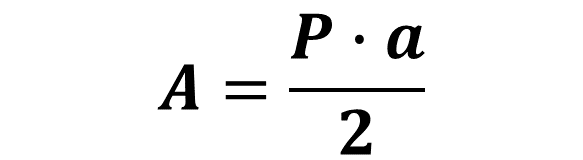 A = P · a / 2